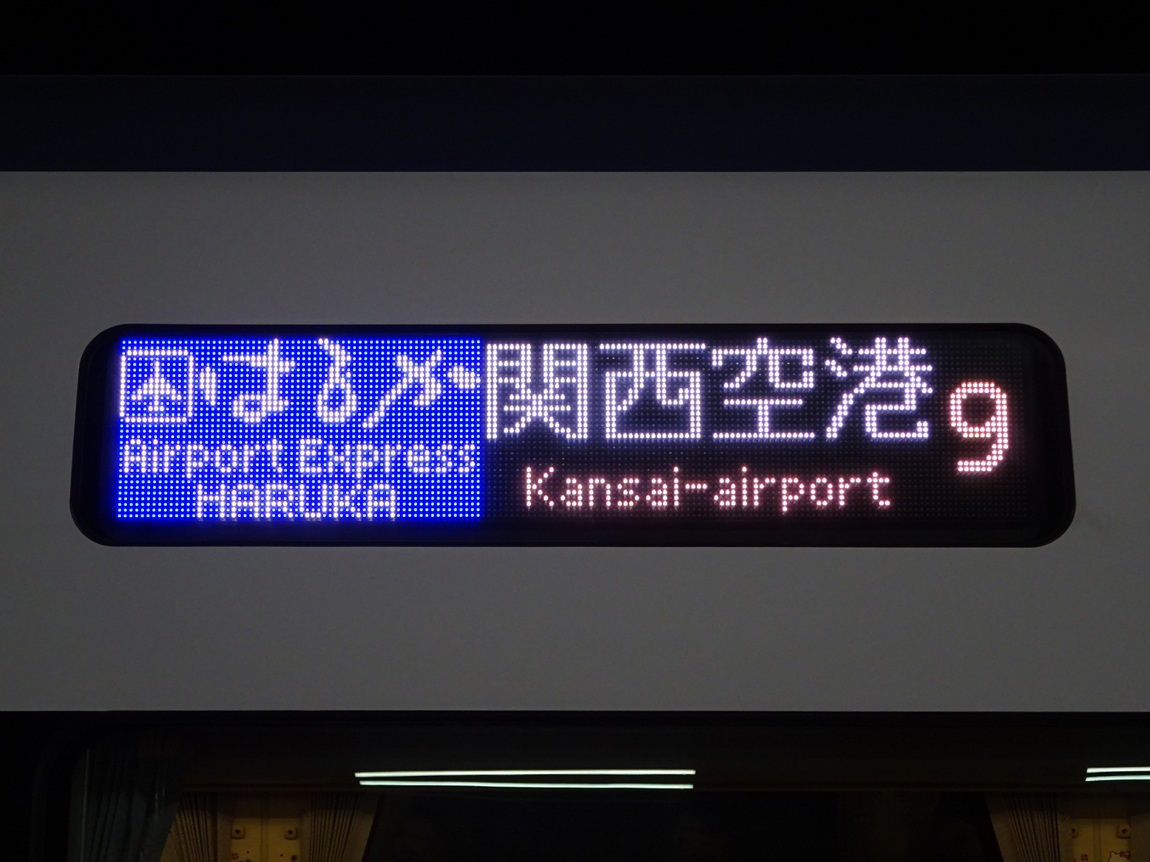 はるか
Airport Express
HARUKA
関西空港
Kansai-airport
9